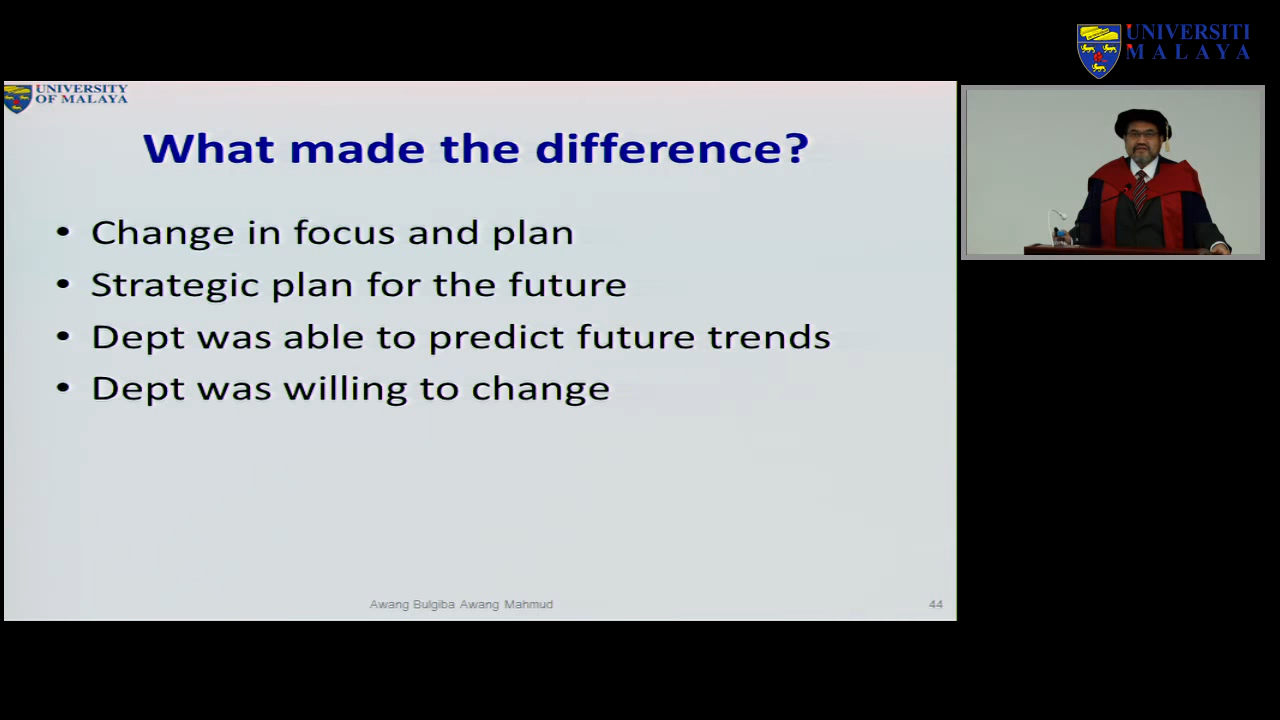 UNIVERSITI
MALAYA
UNIVERSITY
OF MALAYA
What made the difference?
• Change in focus and plan
• Strategic plan for the future
• Dept was able to predict future trends
• Dept was willing to change
Awang Bulgiba Awang Mahmud
44